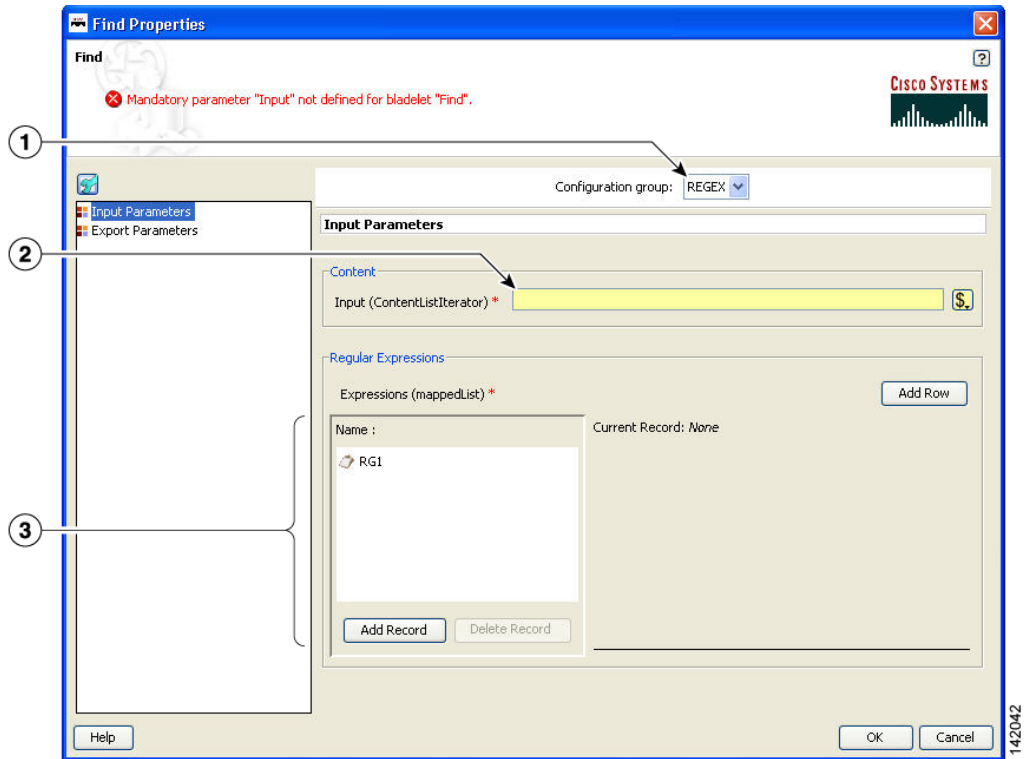 Find Properties
Find
?
Mandatory parameter "Input" not defined for bladelet "Find".
CISCO SYSTEMS
1
Configuration group: REGEX
Input Parameters
Export Parameters
Input Parameters
2
Content
Input (ContentListIterator) *
$
Regular Expressions
Expressions (mappedList) *
Add Row
Name :
Current Record: None
RG1
3
Add Record
Delete Record
Help
OK
Cancel
142042